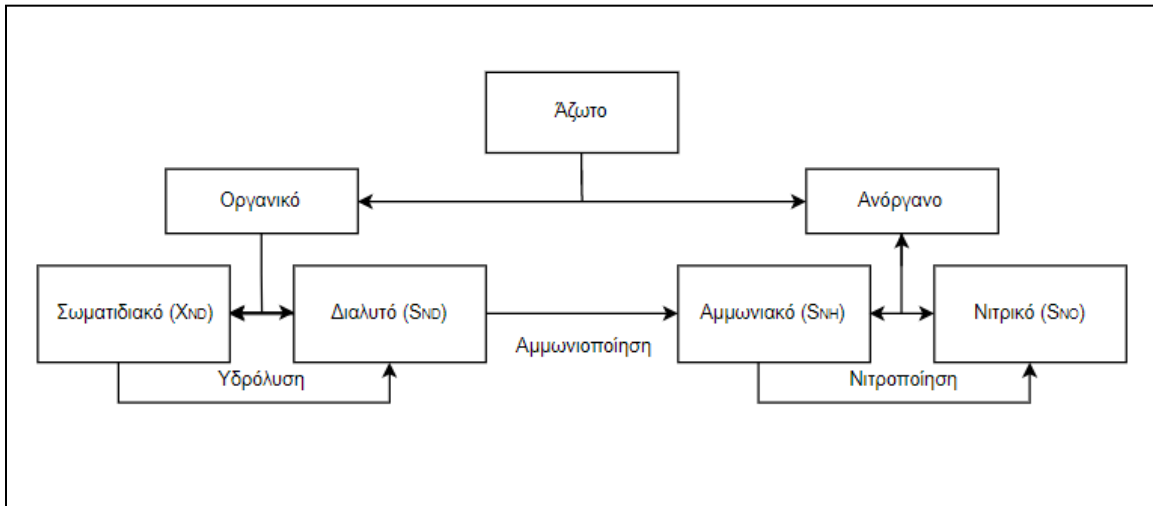 Άζωτο
Οργανικό
Ανόργανο
Σωματιδιακό (XND)
Διαλυτό (SND)
Αμμωνιακό (SNH)
Νιτρικό (SNO)
Αμμωνιοποίηση
Υδρόλυση
Νιτροποίηση